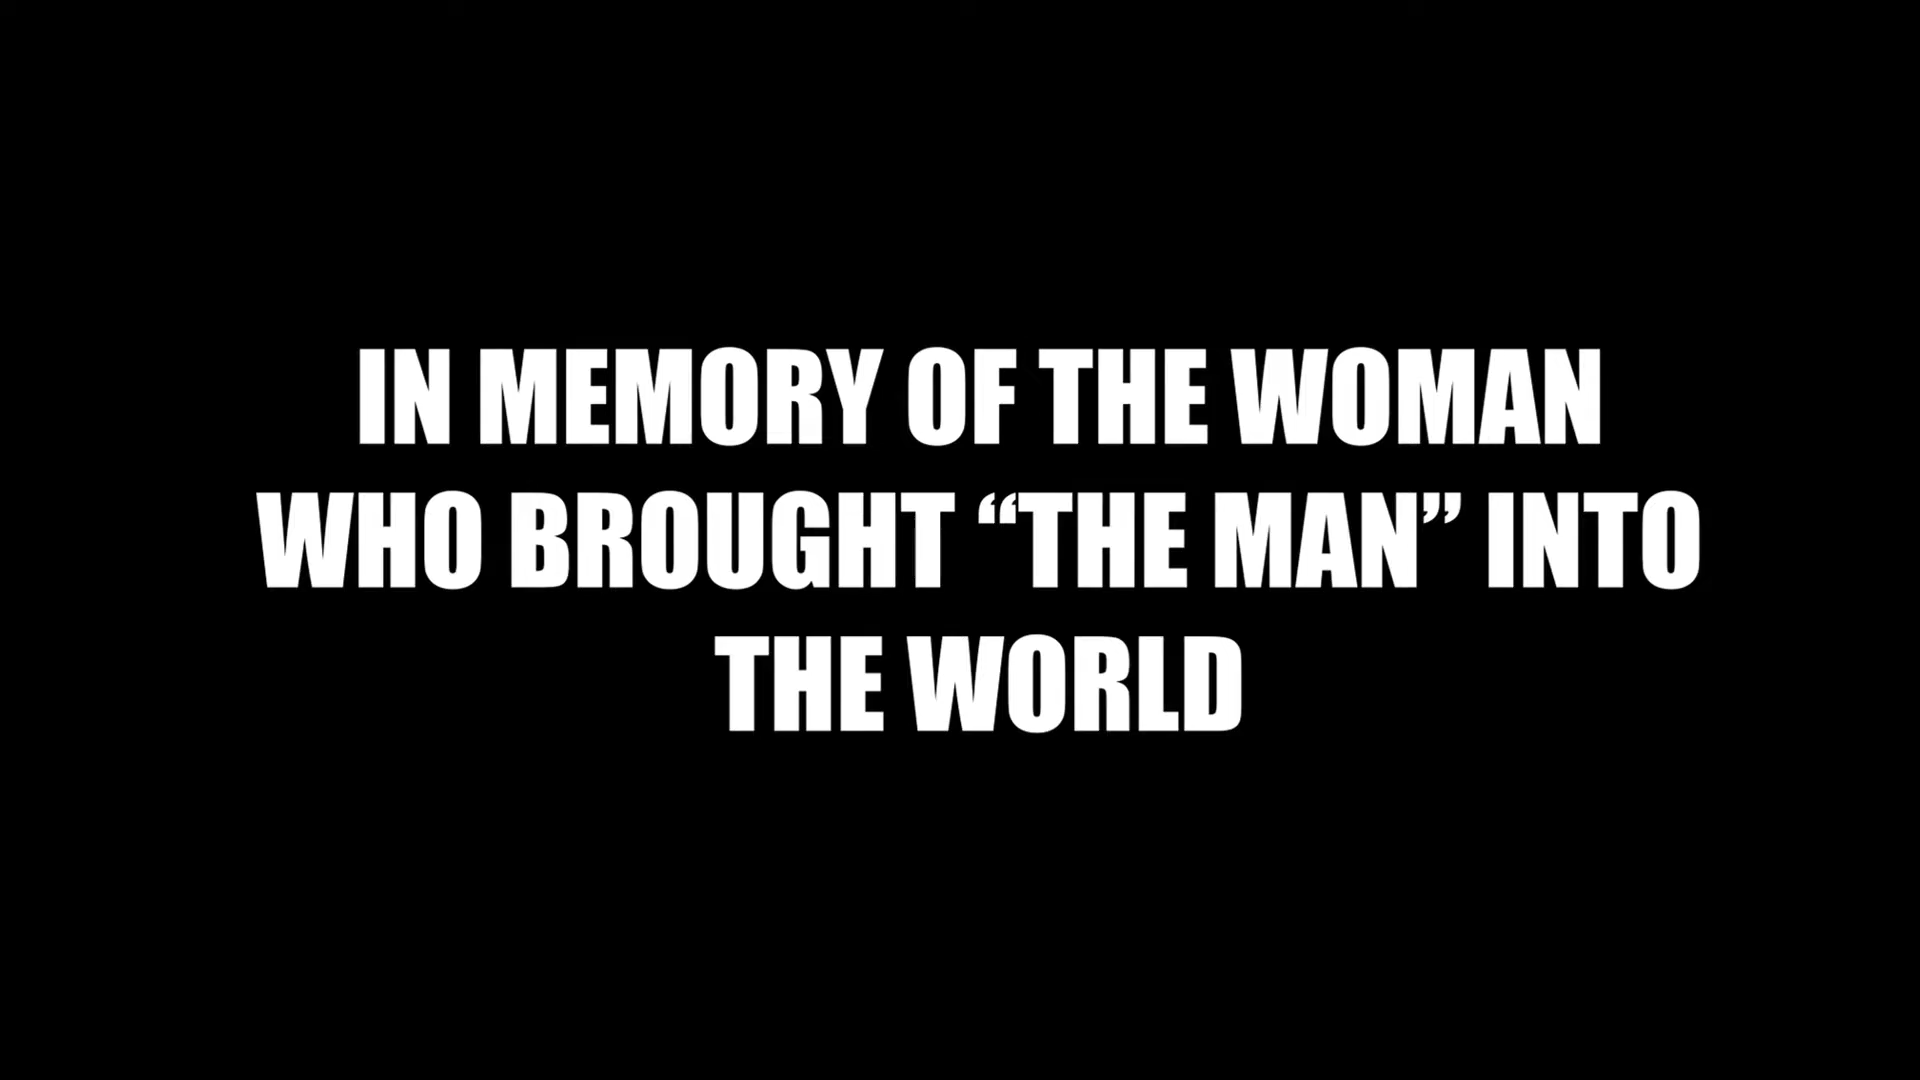 IN MEMORY OF THE WOMAN
WHO BROUGHT “THE MAN” INTO
THE WORLD